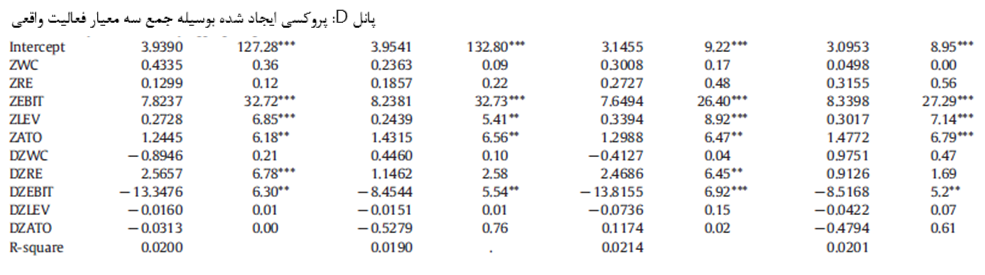 پانل D: پروکسی ایجاد شده بوسیله جمع سه معیار فعالیت واقعی
Intercept 3.9390 127.28*** 3.9541 132.80*** 3.1455 9.22*** 3.0953 8.95***
ZWC 0.4335 0.36 0.2363 0.09 0.3008 0.17 0.0498 0.00
ZRE 0.1299 0.12 0.1857 0.22 0.2727 0.48 0.3155 0.56
ZEBIT 7.8237 32.72*** 8.2381 32.73*** 7.6494 26.40*** 8.3398 27.29***
ZLEV 0.2728 6.85*** 0.2439 5.41** 0.3394 8.92*** 0.3017 7.14***
ZATO 1.2445 6.18** 1.4315 6.56** 1.2988 6.47** 1.4772 6.79***
DZWC −0.8946 0.21 0.4460 0.10 −0.4127 0.04 0.9751 0.47
DZRE 2.5657 6.78*** 1.1462 2.58 2.4686 6.45** 0.9126 1.69
DZEBIT −13.3476 6.30** −8.4544 5.54** −13.8155 6.92*** −8.5168 5.2**
DZLEV −0.0160 0.01 −0.0151 0.01 −0.0736 0.15 −0.0422 0.07
DZATO −0.0313 0.00 −0.5279 0.76 0.1174 0.02 −0.4794 0.61
R-square 0.0200 0.0190 . 0.0214 0.0201